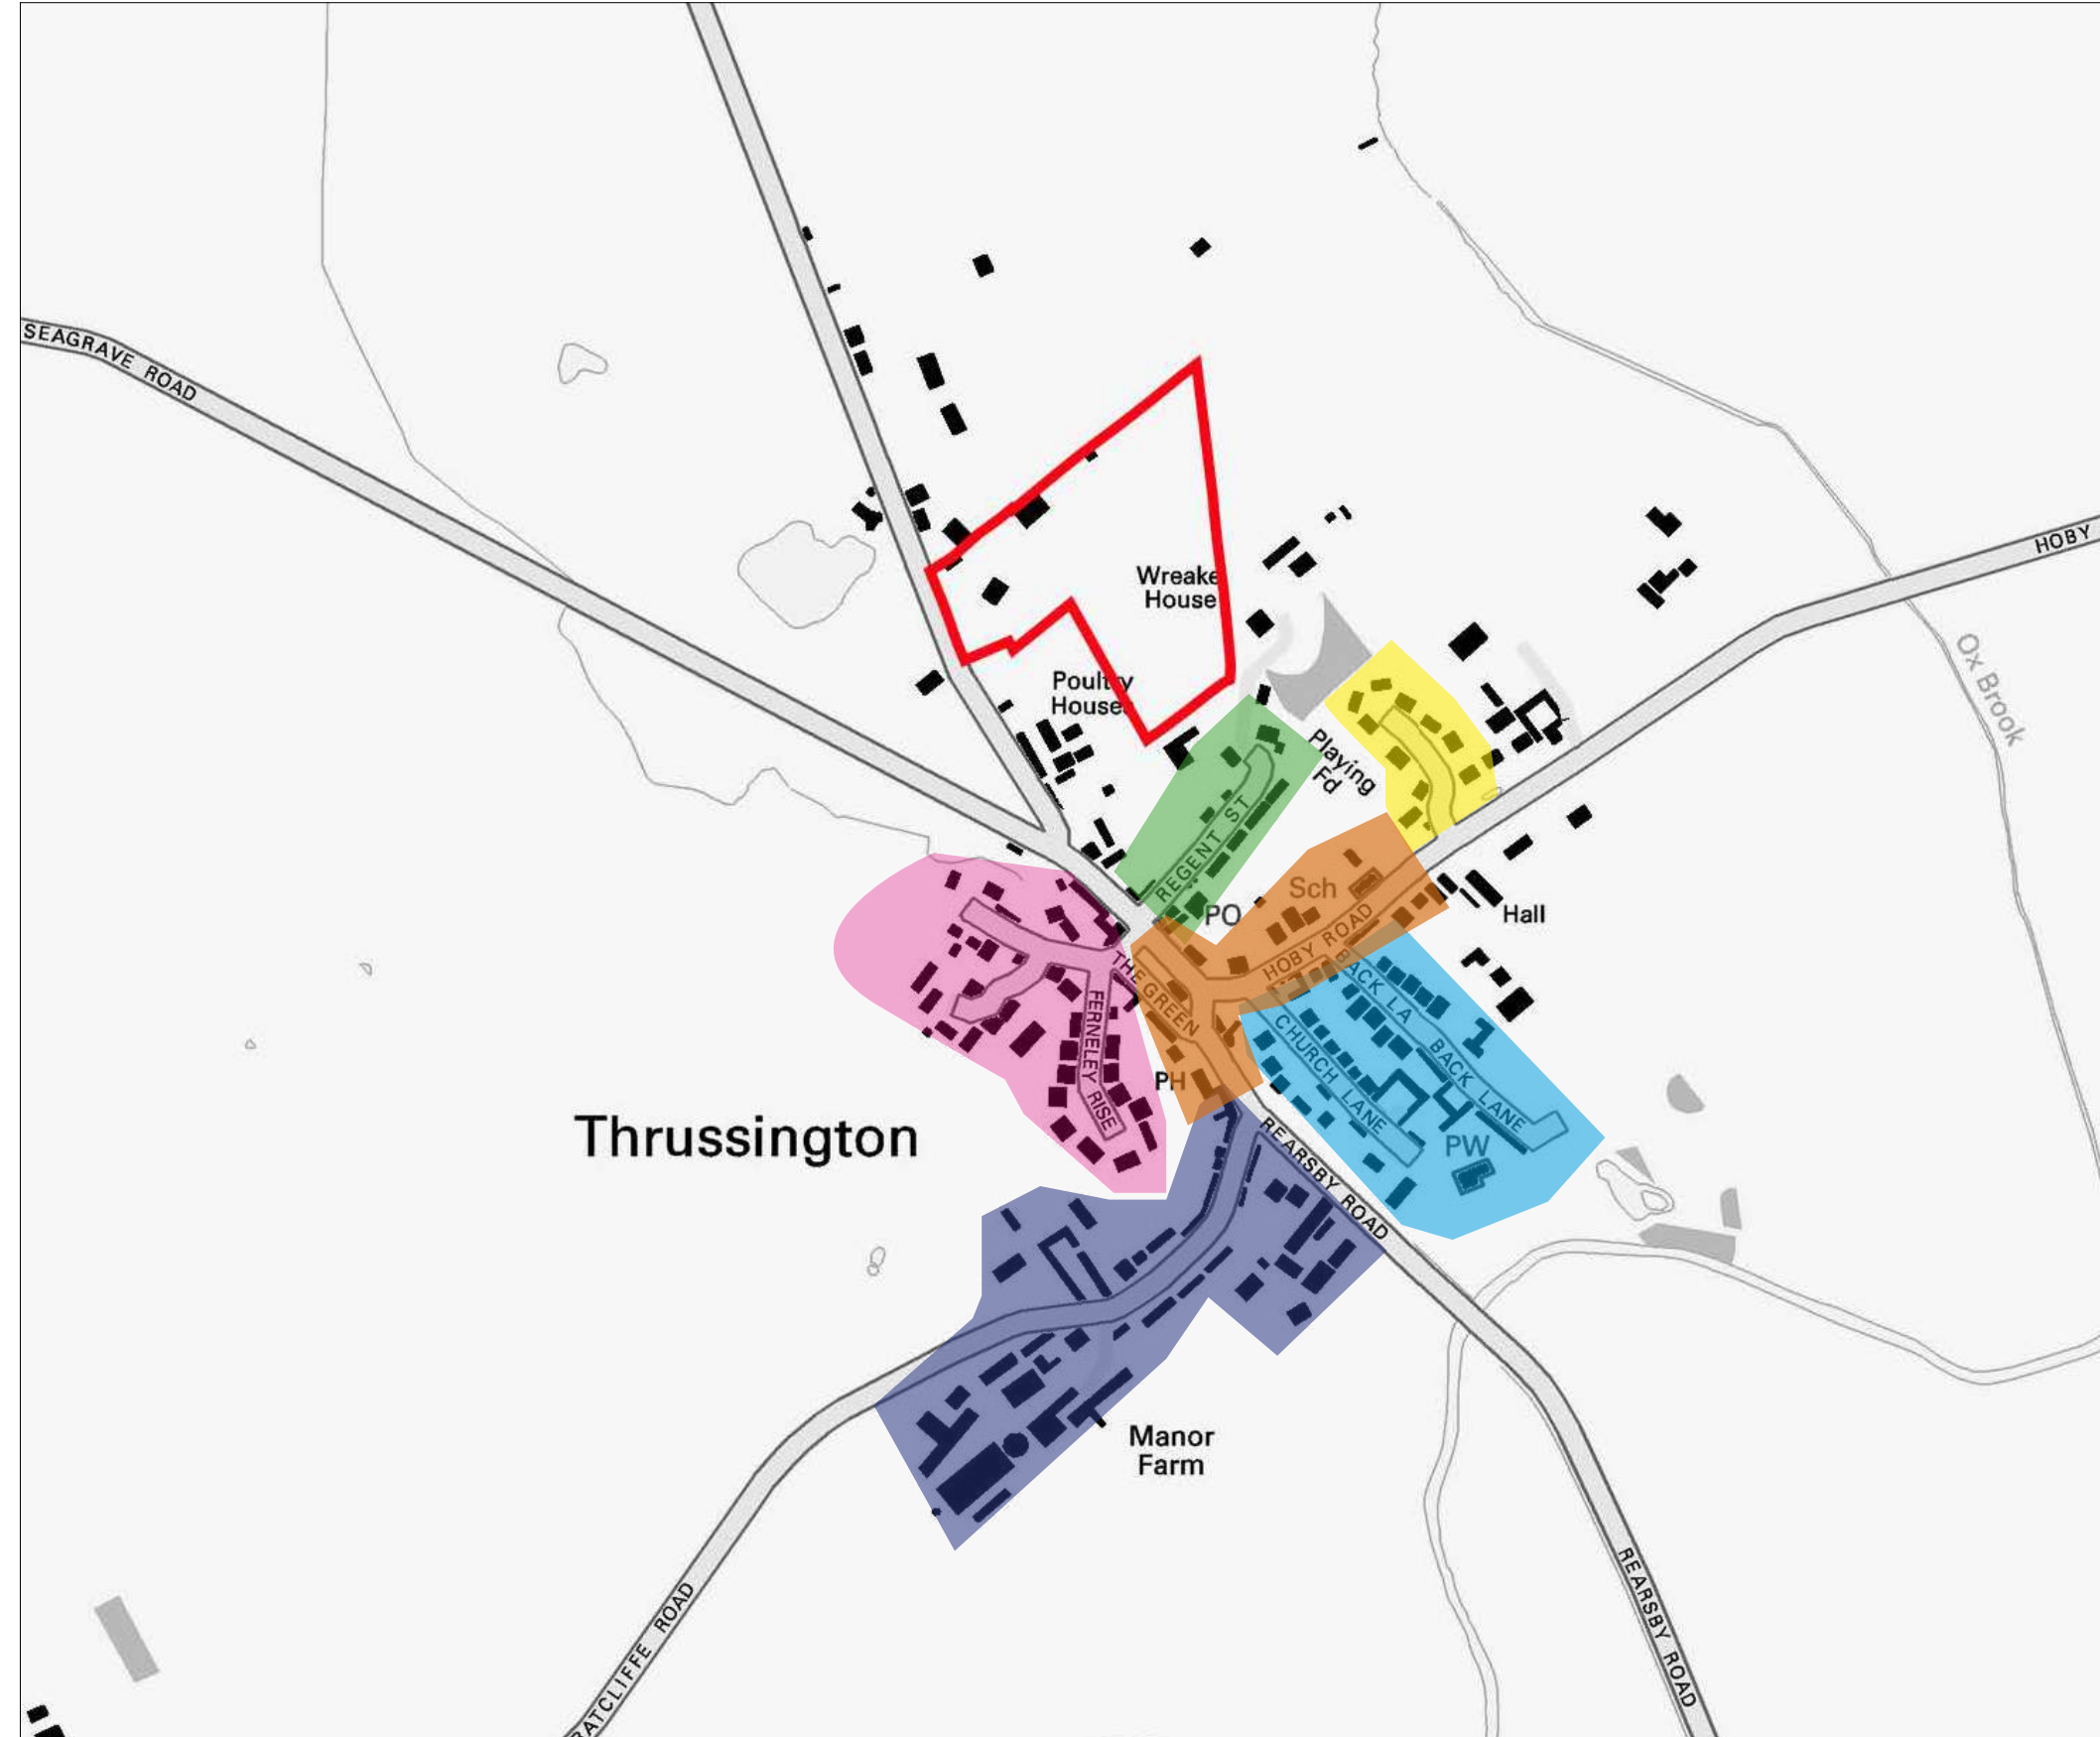 SEAGRAVE ROAD
HOBY
Wreake
House
Ox Brook
Poultry
Houses
Playing
Fd
REGENT ST
PO
Sch
Hall
HOBY ROAD
THE GREEN
BACK LA
BACK LANE
CHURCH LANE
FERNELEY RISE
PH
PW
Thrussington
REARSBY ROAD
Manor
Farm
RATCLIFFE ROAD
REARSBY ROAD